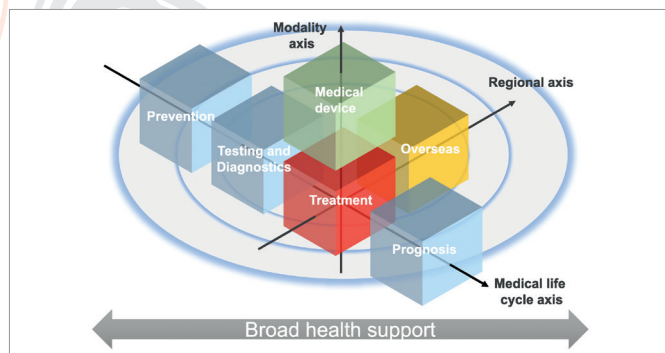 Modality
axis
Regional axis
Medical
device
Prevention
Testing and
Diagnostics
Overseas
Treatment
Prognosis
Medical life
cycle axis
Broad health support